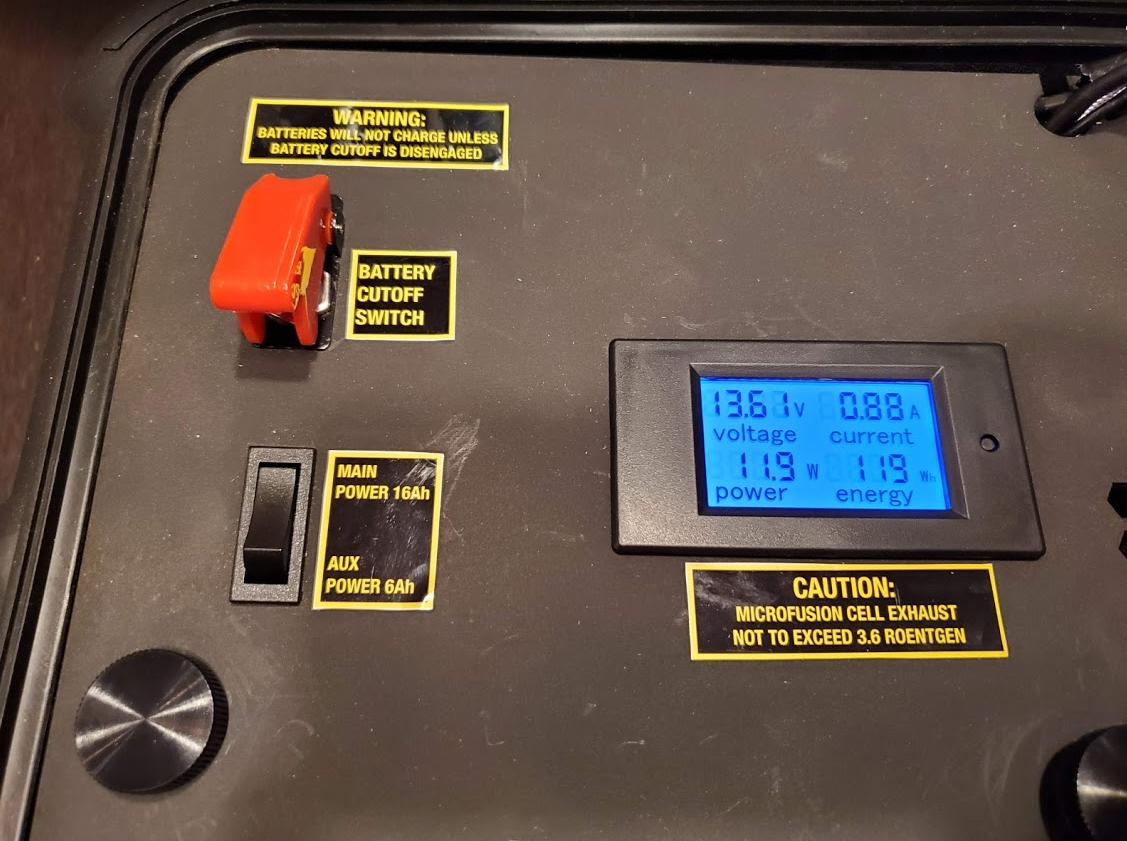 WARNING:
BATTERIES WILL NOT CHARGE UNLESS
BATTERY CUTOFF IS DISENGAGED
BATTERY
CUTOFF
SWITCH
13.61 V 0.88 A
voltage current
11.9 W 119 Wh
power energy
MAIN
POWER 16Ah
AUX
POWER 6Ah
CAUTION:
MICROFUSION CELL EXHAUST
NOT TO EXCEED 3.6 ROENTGEN